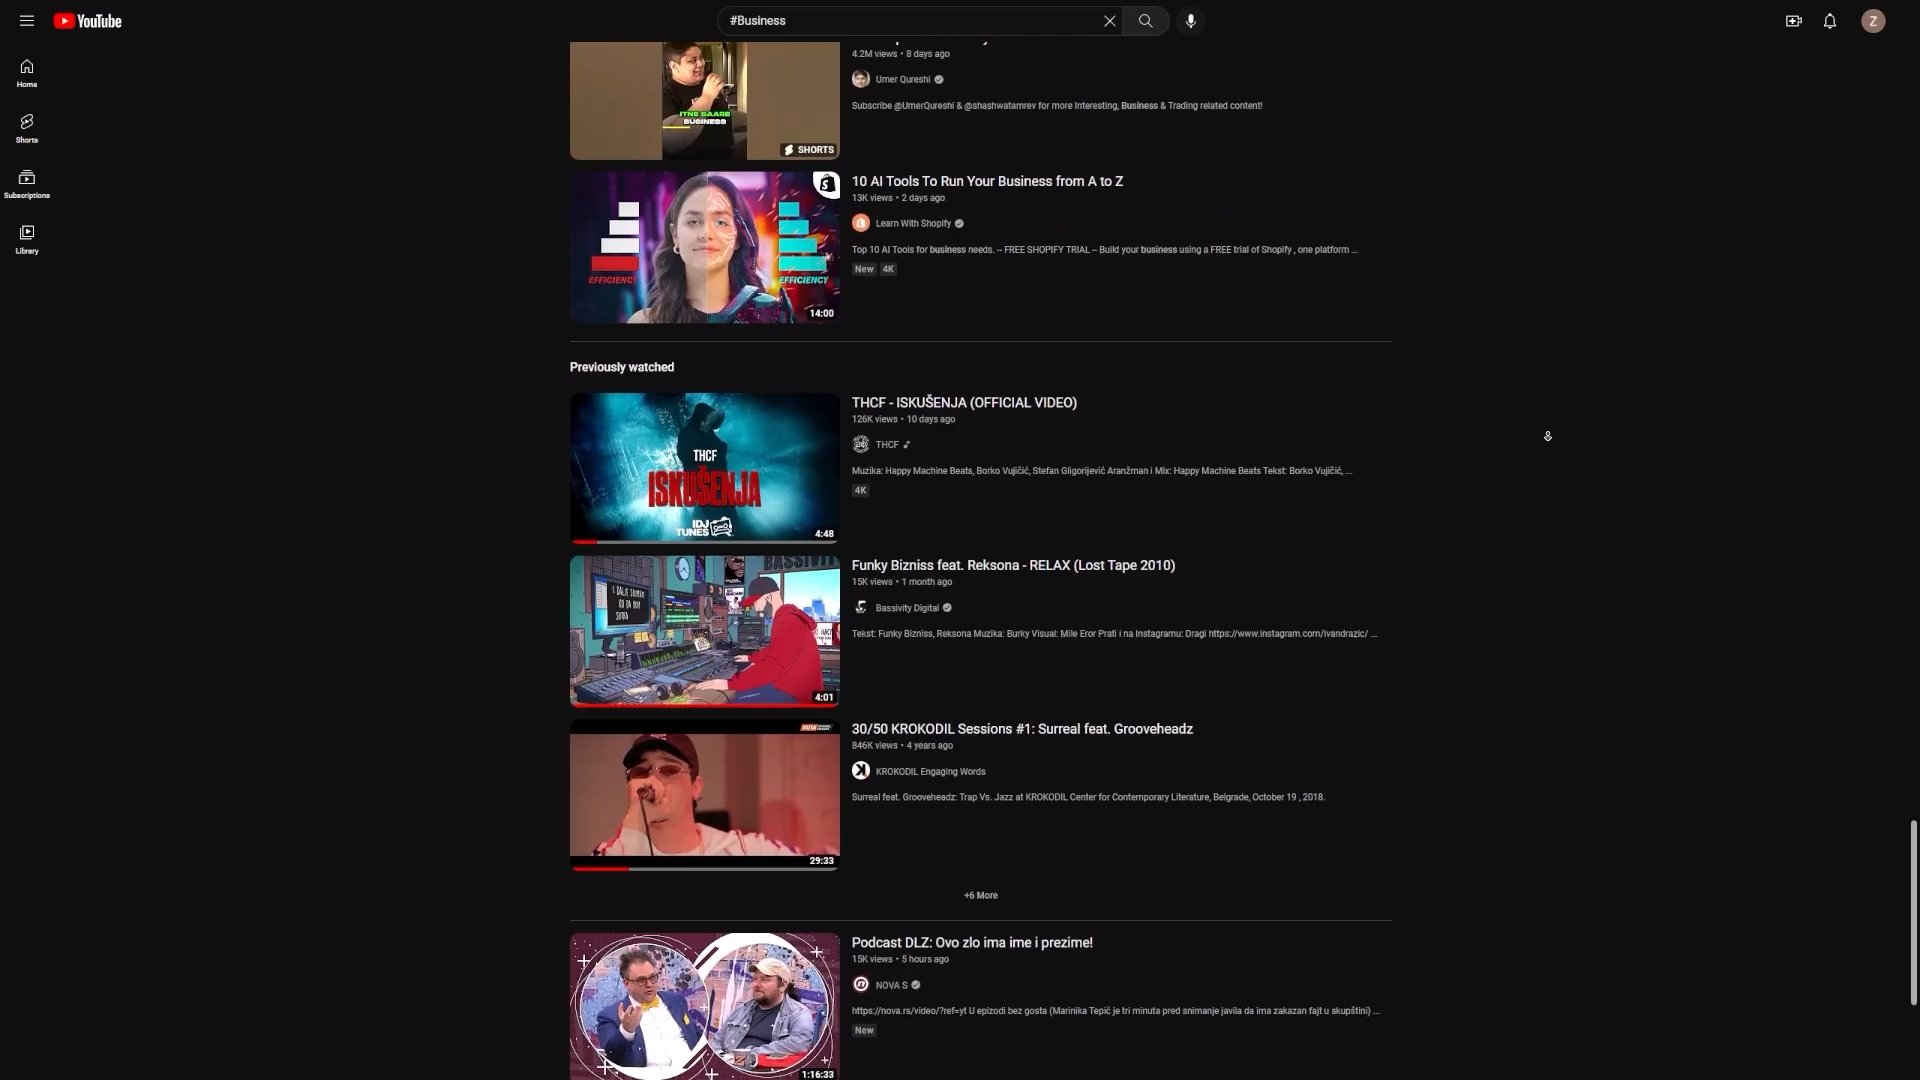 YouTube
#Business
Z
Home
Shorts
Subscriptions
Library
4.2M views • 8 days ago
Umer Qureshi
Subscribe @UmerQureshi & @shashwatamrev for more Interesting, Business & Trading related content!
ITNE SAARE
BUSINESS
SHORTS
10 AI Tools To Run Your Business from A to Z
13K views • 2 days ago
Learn With Shopify
Top 10 AI Tools for business needs. -- FREE SHOPIFY TRIAL -- Build your business using a FREE trial of Shopify , one platform ...
New 4K
EFFICIENCY
EFFICIENCY
14:00
Previously watched
THCF - ISKUŠENJA (OFFICIAL VIDEO)
126K views • 10 days ago
THCF
Muzika: Happy Machine Beats, Borko Vujičić, Stefan Gligorijević Aranžman i Mix: Happy Machine Beats Tekst: Borko Vujičić, ...
4K
THCF
ISKUŠENJA
IDJ
TUNES
4:48
Funky Bizniss feat. Reksona - RELAX (Lost Tape 2010)
15K views • 1 month ago
Bassivity Digital
Tekst: Funky Bizniss, Reksona Muzika: Burky Visual: Mile Eror Prati i na Instagramu: Dragi https://www.instagram.com/ivandrazic/ ...
BASSIVITY
4:01
30/50 KROKODIL Sessions #1: Surreal feat. Grooveheadz
846K views • 4 years ago
KROKODIL Engaging Words
Surreal feat. Grooveheadz: Trap Vs. Jazz at KROKODIL Center for Contemporary Literature, Belgrade, October 19 , 2018.
29:33
+6 More
Podcast DLZ: Ovo zlo ima ime i prezime!
15K views • 5 hours ago
NOVA S
https://nova.rs/video/?ref=yt U epizodi bez gosta (Marinika Tepić je tri minuta pred snimanje javila da ima zakazan fajt u skupštini) ...
New
1:16:33